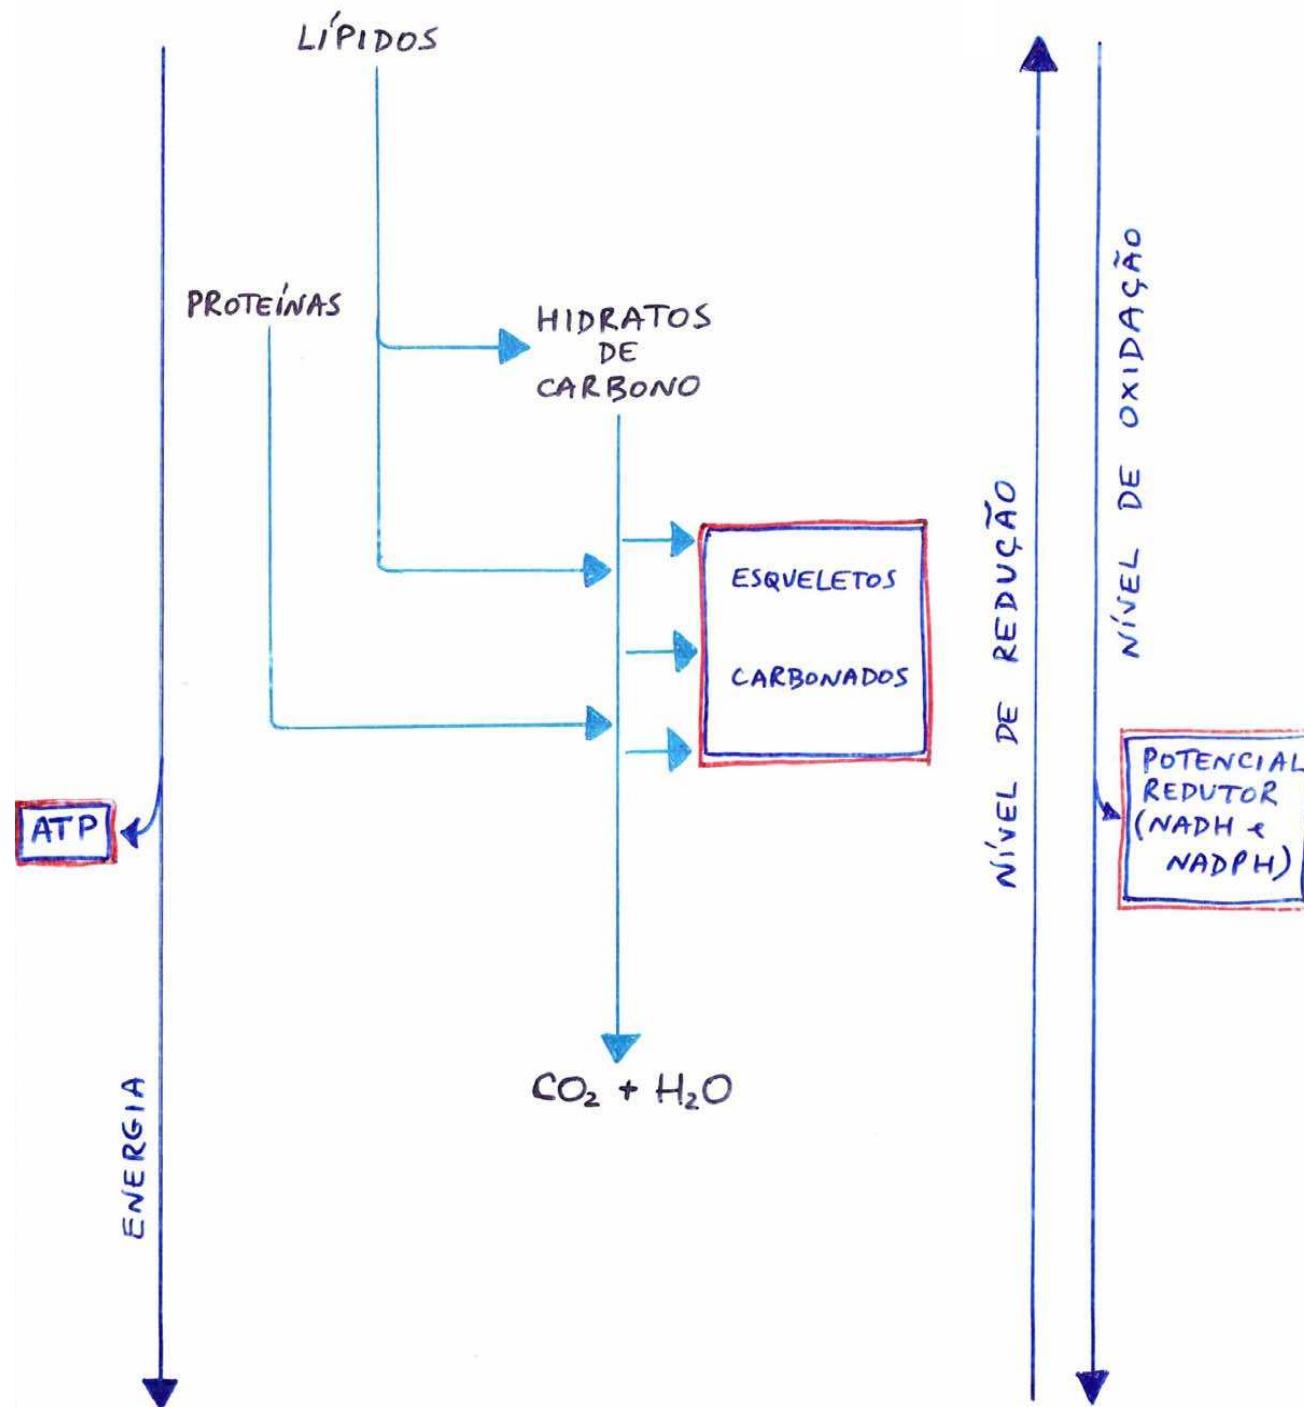 LÍPIDOS
PROTEÍNAS
HIDRATOS
DE
CARBONO
ESQUELETOS
CARBONADOS
ATP
ENERGIA
CO₂ + H₂O
NÍVEL DE REDUÇÃO
NÍVEL DE OXIDAÇÃO
POTENCIAL
REDUTOR
(NADH e
NADPH)